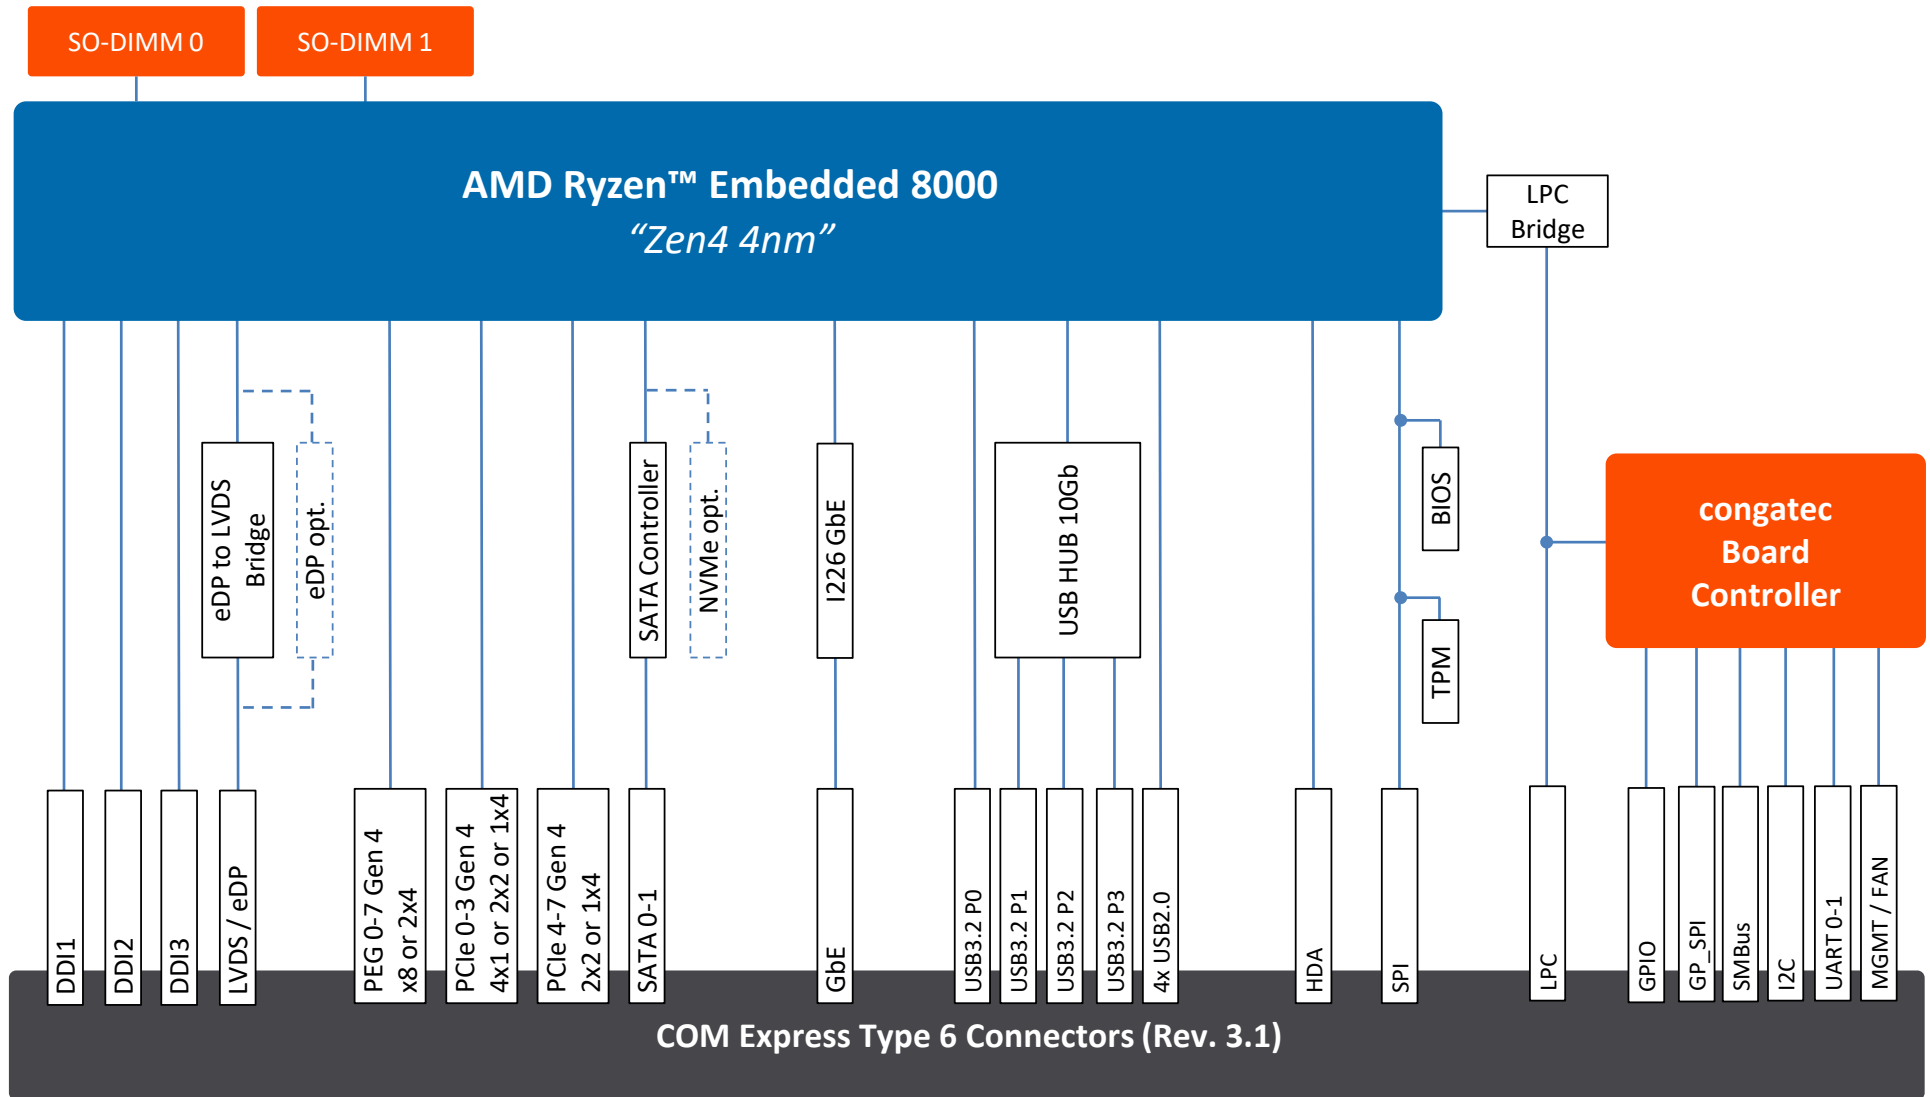 SO-DIMM 0
SO-DIMM 1
AMD Ryzen™ Embedded 8000
“Zen4 4nm”
LPC
Bridge
eDP to LVDS
Bridge
eDP opt.
SATA Controller
NVMe opt.
I226 GbE
USB HUB 10Gb
BIOS
TPM
congatec
Board
Controller
DDI1
DDI2
DDI3
LVDS / eDP
PEG 0-7 Gen 4
x8 or 2x4
PCIe 0-3 Gen 4
4x1 or 2x2 or 1x4
PCIe 4-7 Gen 4
2x2 or 1x4
SATA 0-1
GbE
USB3.2 P0
USB3.2 P1
USB3.2 P2
USB3.2 P3
4x USB2.0
HDA
SPI
LPC
GPIO
GP_SPI
SMBus
I2C
UART 0-1
MGMT / FAN
COM Express Type 6 Connectors (Rev. 3.1)